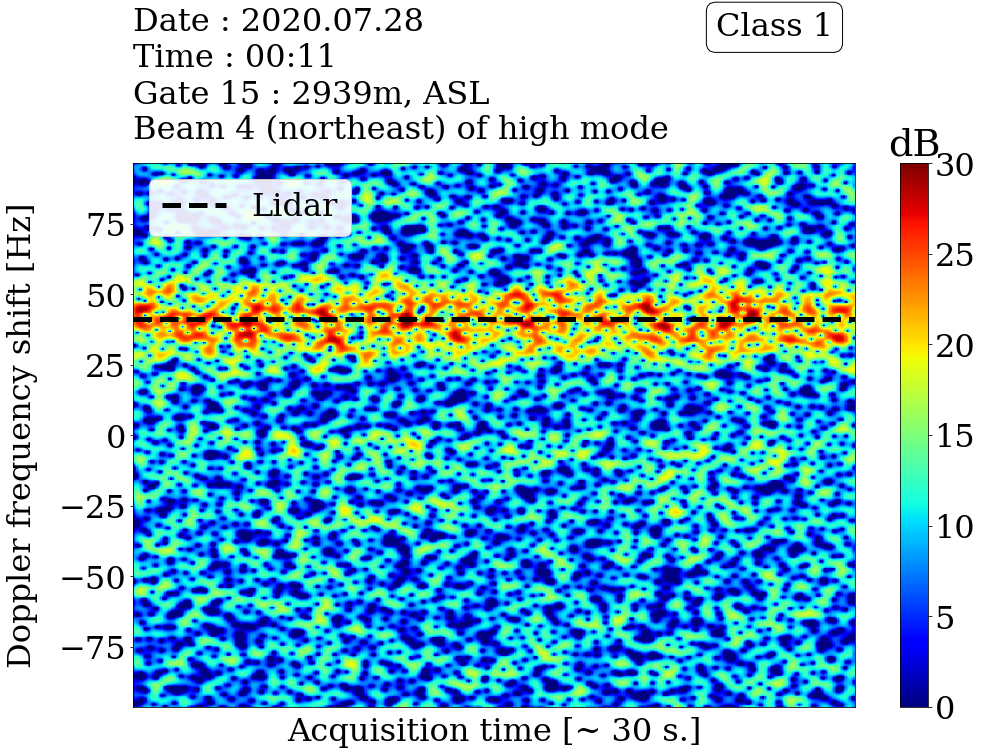 Date : 2020.07.28
Time : 00:11
Gate 15 : 2939m, ASL
Beam 4 (northeast) of high mode
Class 1
dB
Lidar
Doppler frequency shift [Hz]
75
50
25
0
−25
−50
−75
30
25
20
15
10
5
0
Acquisition time [~ 30 s.]